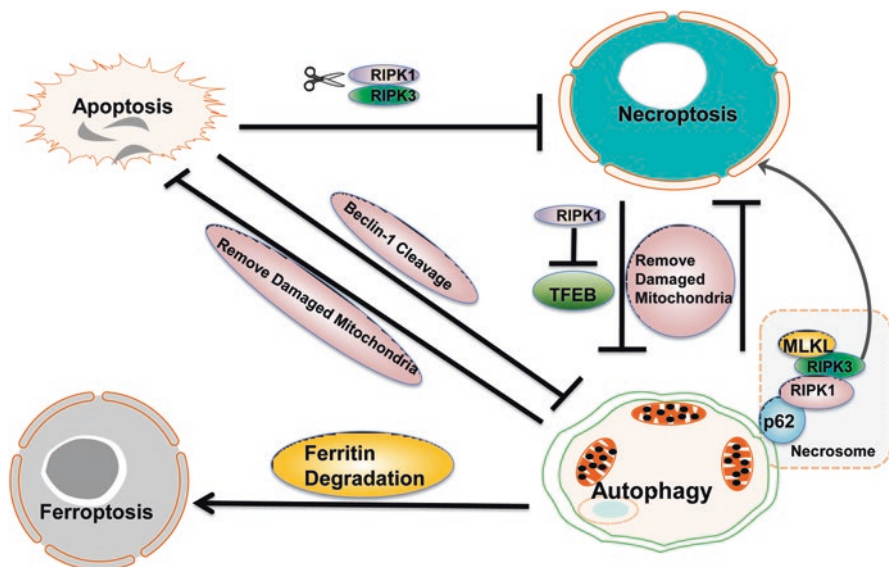 RIPK1
RIPK3
Apoptosis
Necroptosis
Beclin-1 Cleavage
Remove Damaged Mitochondria
RIPK1
TFEB
Remove
Damaged
Mitochondria
MLKL
RIPK3
RIPK1
p62
Necrosome
Ferritin
Degradation
Autophagy
Ferroptosis